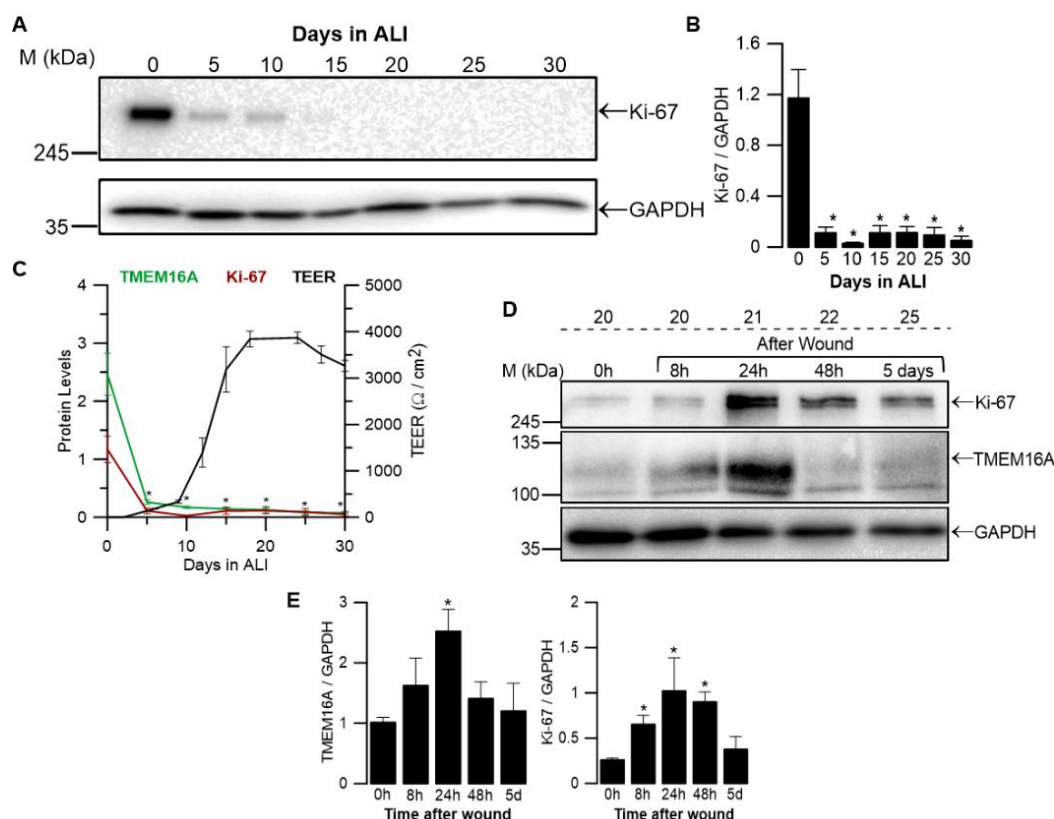 A
Days in ALI
M (kDa)
0 5 10 15 20 25 30
←Ki-67
245
←GAPDH
35
B
Ki-67 / GAPDH
1.6
1.2
0.8
0.4
0
* * * * * *
0 5 10 15 20 25 30
Days in ALI
C
TMEM16A Ki-67 TEER
Protein Levels
4
3
2
1
0
5000
4000
3000
2000
1000
0
TEER (Ω / cm²)
* * * * * *
0 10 20 30
Days in ALI
D
20 20 21 22 25
After Wound
M (kDa) 0h 8h 24h 48h 5 days
←Ki-67
245
135
←TMEM16A
100
←GAPDH
35
E
TMEM16A / GAPDH
3
2
1
0
*
0h 8h 24h 48h 5d
Time after wound
Ki-67 / GAPDH
2
1.5
1
0.5
0
* * *
0h 8h 24h 48h 5d
Time after wound